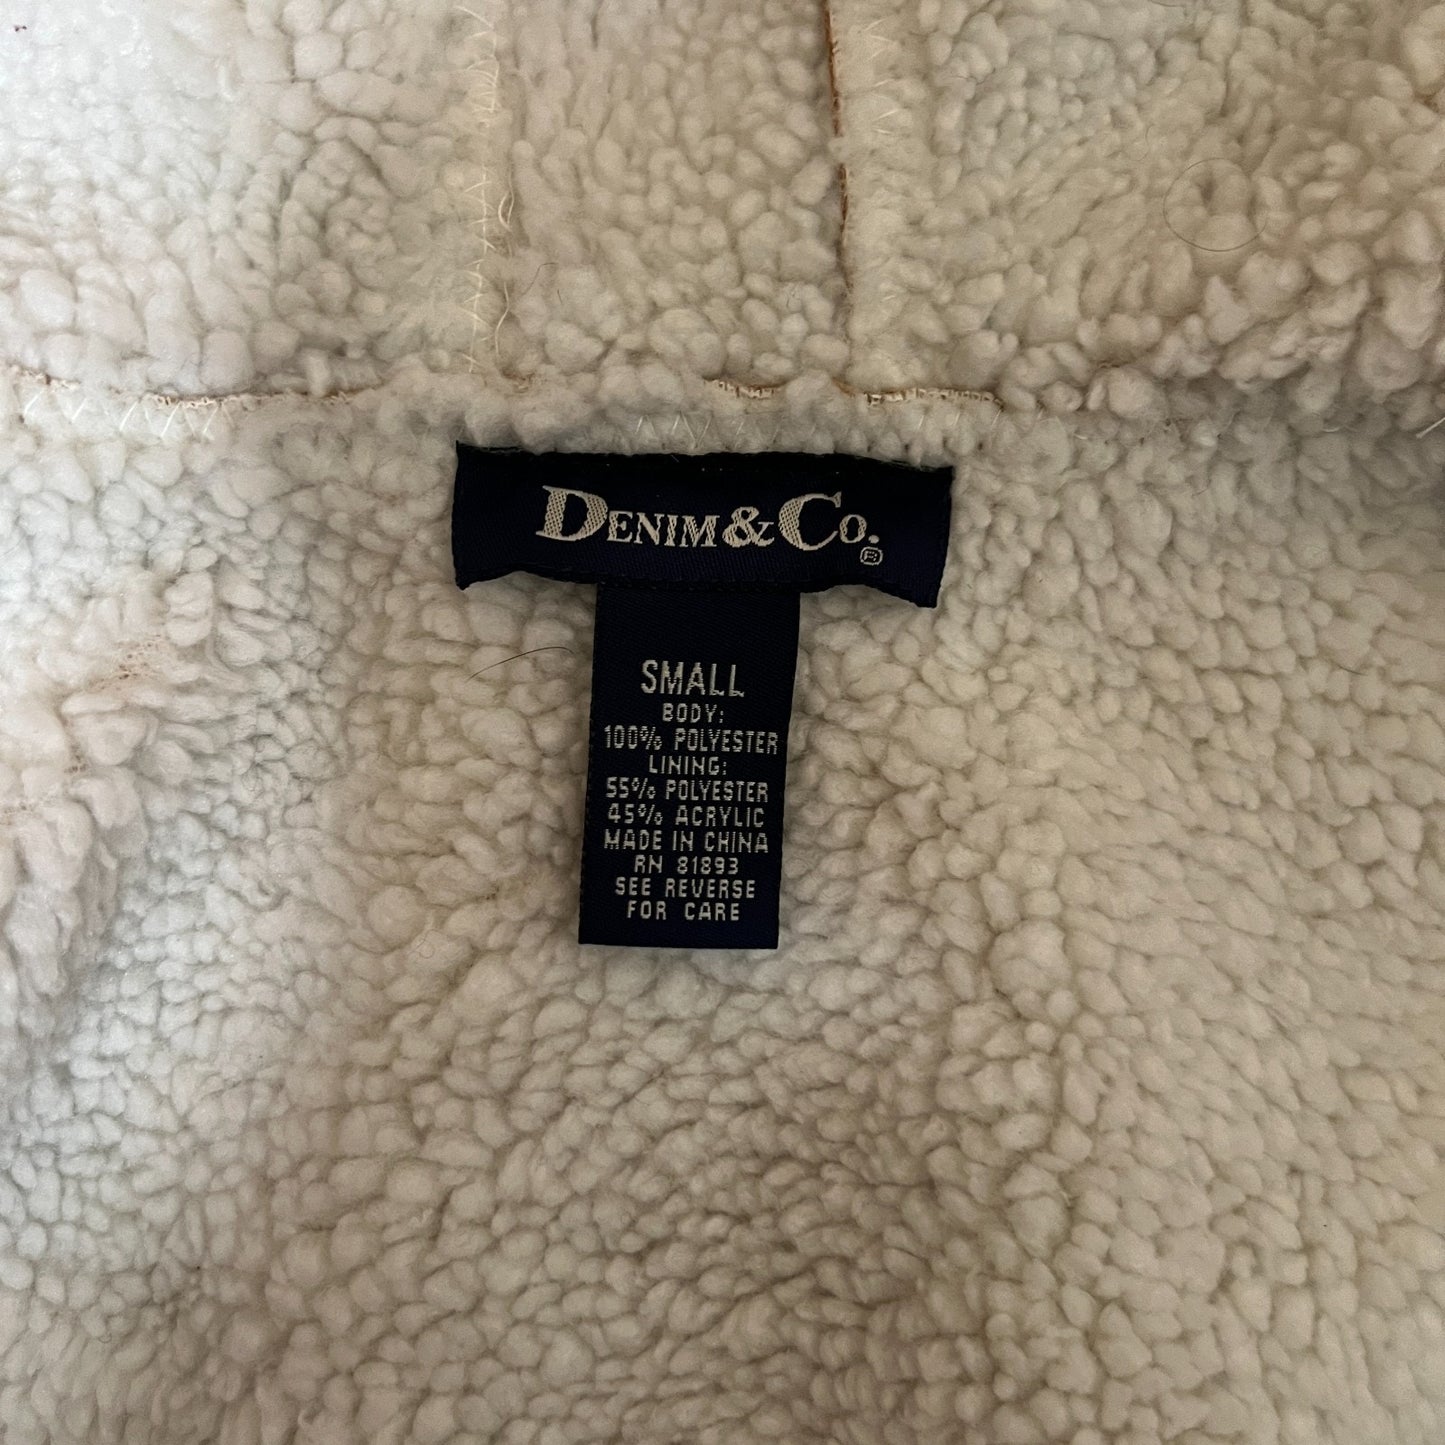 DENIM & CO.®
SMALL
BODY:
100% POLYESTER
LINING:
55% POLYESTER
45% ACRYLIC
MADE IN CHINA
RN 81893
SEE REVERSE
FOR CARE